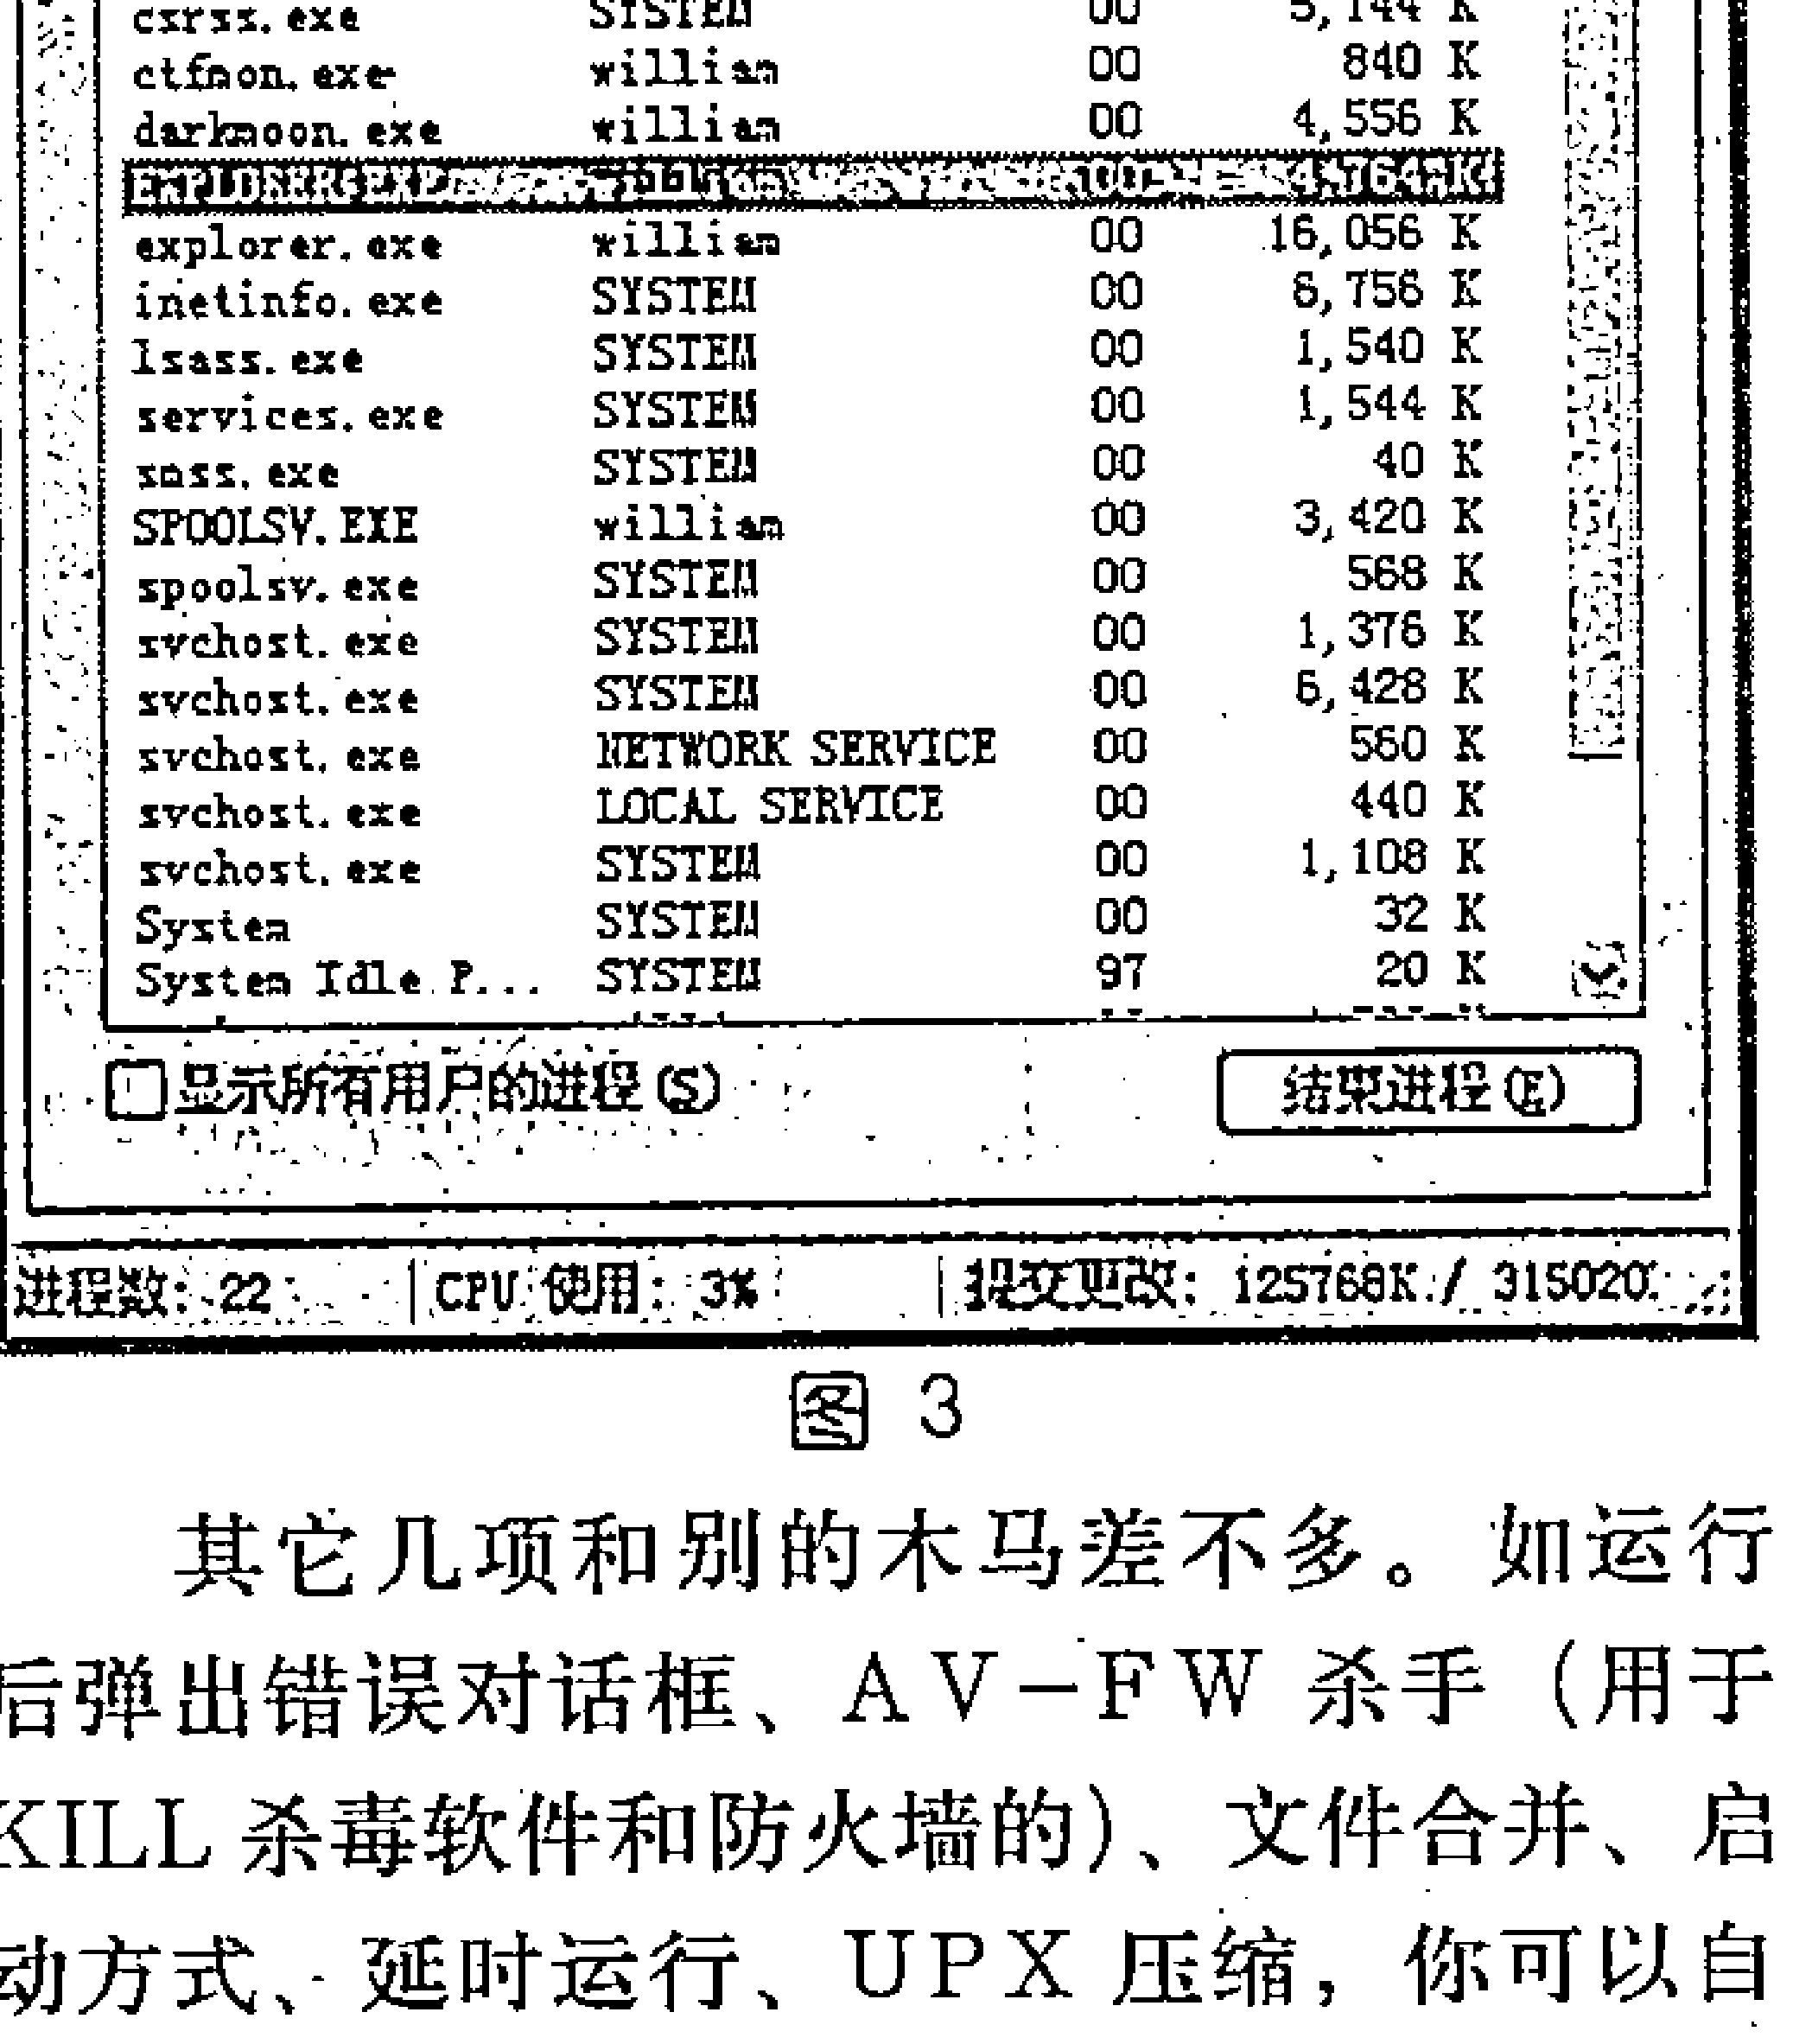 csrss.exe SYSTEM 00 5,144 K
ctfmon.exe william 00 840 K
darkmoon.exe william 00 4,556 K
EXPLORER.EXE william 00 4,764 K
explorer.exe william 00 16,056 K
inetinfo.exe SYSTEM 00 6,756 K
lsass.exe SYSTEM 00 1,540 K
services.exe SYSTEM 00 1,544 K
smss.exe SYSTEM 00 40 K
SPOOLSV.EXE william 00 3,420 K
spoolsv.exe SYSTEM 00 568 K
svchost.exe SYSTEM 00 1,376 K
svchost.exe SYSTEM 00 6,428 K
svchost.exe NETWORK SERVICE 00 560 K
svchost.exe LOCAL SERVICE 00 440 K
svchost.exe SYSTEM 00 1,108 K
System SYSTEM 00 32 K
System Idle P... SYSTEM 97 20 K
显示所有用户的进程(S) 结束进程(E)
进程数: 22 CPU 使用: 3% 提交更改: 125768K / 315020
图 3
其它几项和别的木马差不多。如运行
后弹出错误对话框、AV-FW 杀手（用于
KILL 杀毒软件和防火墙的）、文件合并、启
动方式、延时运行、UPX 压缩，你可以自